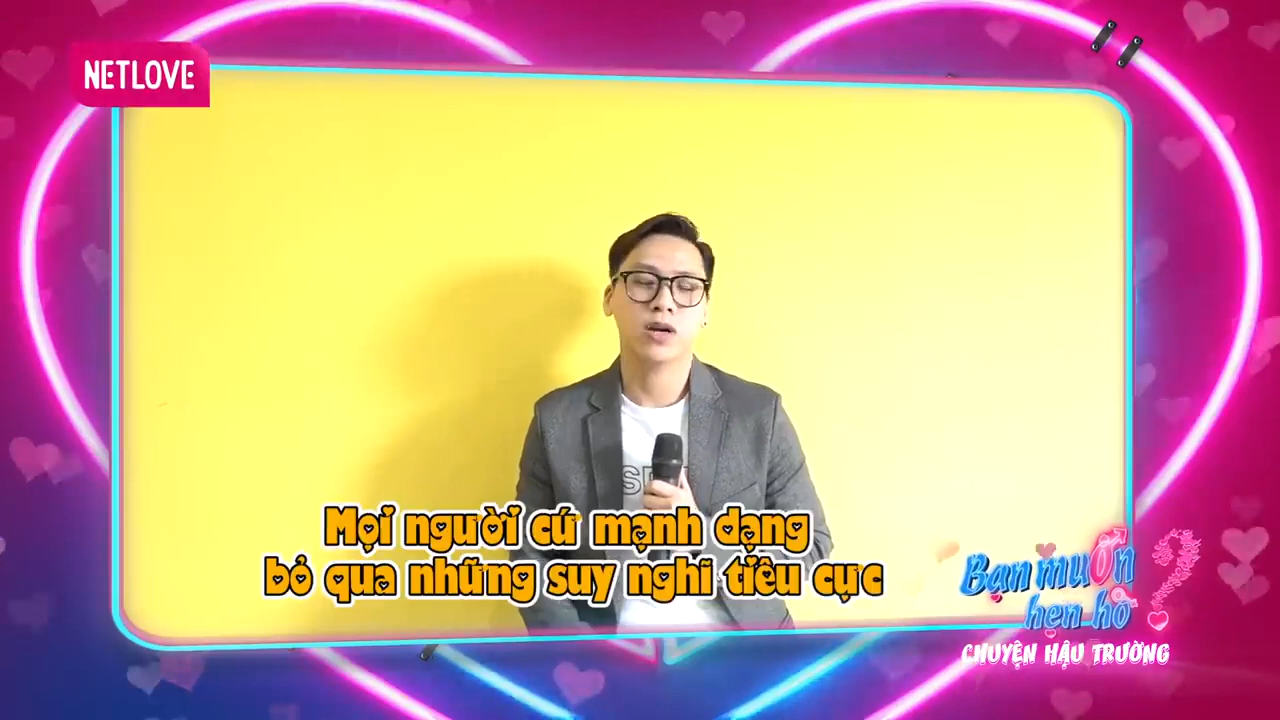 NETLOVE
Mọi người cứ mạnh dạng
bỏ qua những suy nghĩ tiêu cực
Bạn muốn
hẹn hò
CHUYỆN HẬU TRƯỜNG